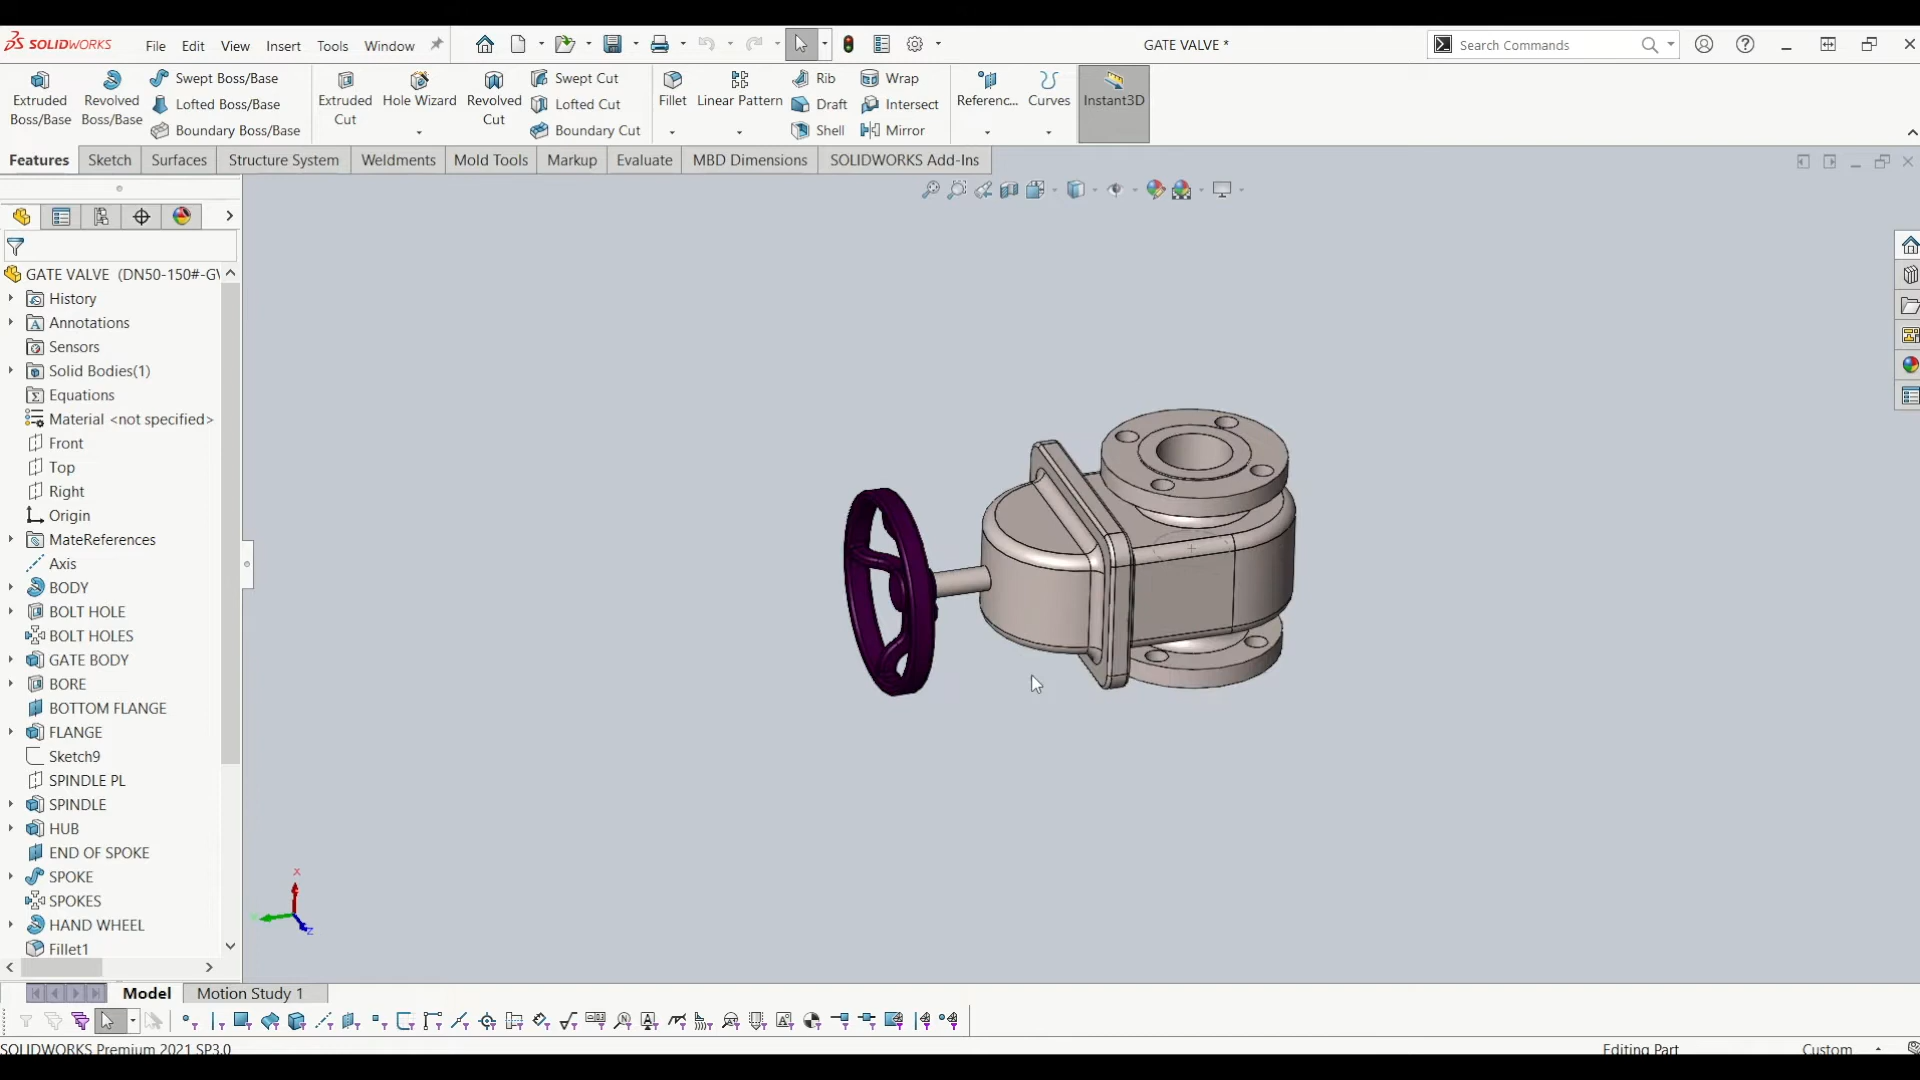 SOLIDWORKS File Edit View Insert Tools Window GATE VALVE * Search Commands
Extruded Boss/Base
Revolved Boss/Base
Swept Boss/Base
Lofted Boss/Base
Boundary Boss/Base
Extruded Cut
Hole Wizard
Revolved Cut
Swept Cut
Lofted Cut
Boundary Cut
Fillet
Linear Pattern
Rib
Draft
Shell
Wrap
Intersect
Mirror
Referenc...
Curves
Instant3D
Features Sketch Surfaces Structure System Weldments Mold Tools Markup Evaluate MBD Dimensions SOLIDWORKS Add-Ins
GATE VALVE (DN50-150#-GV
History
Annotations
Sensors
Solid Bodies(1)
Equations
Material <not specified>
Front
Top
Right
Origin
MateReferences
Axis
BODY
BOLT HOLE
BOLT HOLES
GATE BODY
BORE
BOTTOM FLANGE
FLANGE
Sketch9
SPINDLE PL
SPINDLE
HUB
END OF SPOKE
SPOKE
SPOKES
HAND WHEEL
Fillet1
X
Z
Model Motion Study 1
SOLIDWORKS Premium 2021 SP3.0 Editing Part Custom